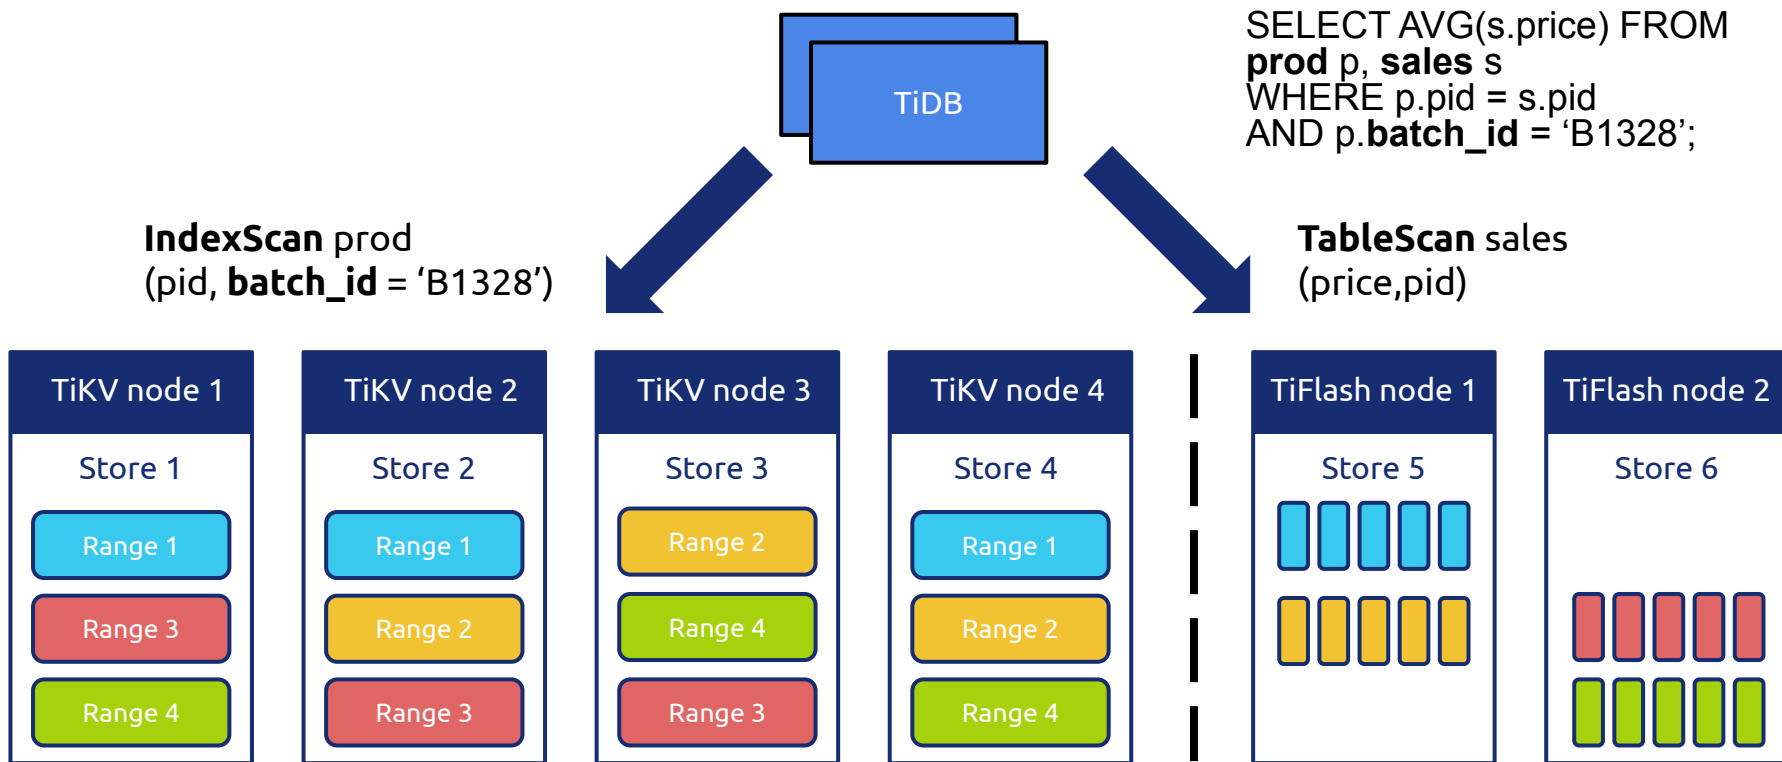 TiDB
SELECT AVG(s.price) FROM
prod p, sales s
WHERE p.pid = s.pid
AND p.batch_id = ‘B1328’;
IndexScan prod
(pid, batch_id = ‘B1328’)
TableScan sales
(price,pid)
TiKV node 1
Store 1
Range 1
Range 3
Range 4
TiKV node 2
Store 2
Range 1
Range 2
Range 3
TiKV node 3
Store 3
Range 2
Range 4
Range 3
TiKV node 4
Store 4
Range 1
Range 2
Range 4
TiFlash node 1
Store 5
TiFlash node 2
Store 6